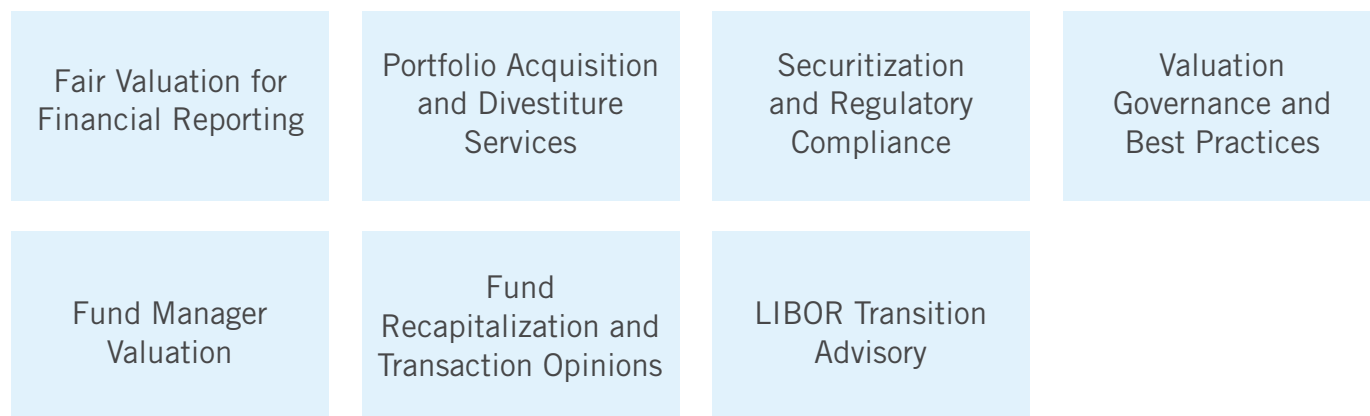 Fair Valuation for
Financial Reporting
Portfolio Acquisition
and Divestiture
Services
Securitization
and Regulatory
Compliance
Valuation
Governance and
Best Practices
Fund Manager
Valuation
Fund
Recapitalization and
Transaction Opinions
LIBOR Transition
Advisory